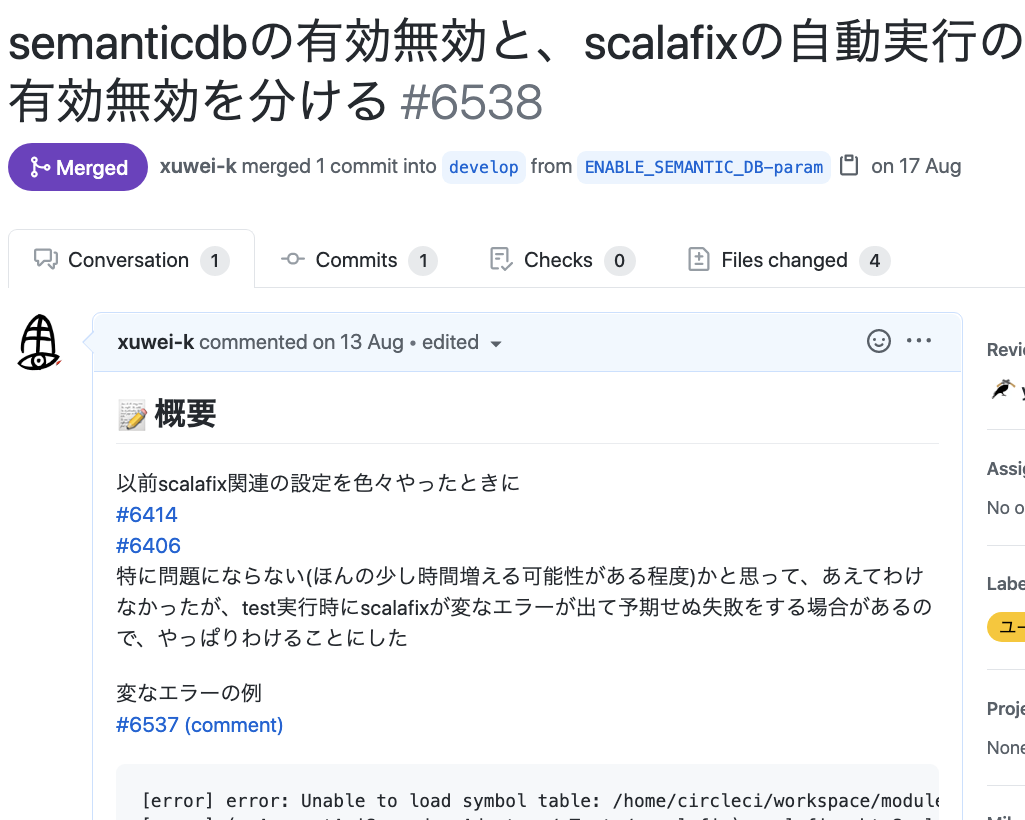 semanticdbの有効無効と、scalafixの自動実行の
有効無効を分ける #6538
Merged xuwei-k merged 1 commit into develop from ENABLE_SEMANTIC_DB-param on 17 Aug
Conversation 1 Commits 1 Checks 0 Files changed 4
xuwei-k commented on 13 Aug • edited
概要
以前scalafix関連の設定を色々やったときに
#6414
#6406
特に問題にならない(ほんの少し時間増える可能性がある程度)かと思って、あえてわけ
なかったが、test実行時にscalafixが変なエラーが出て予期せぬ失敗をする場合があるの
で、やっぱりわけることにした
変なエラーの例
#6537 (comment)
[error] error: Unable to load symbol table: /home/circleci/workspace/module
Revi
Assig
No o
Labe
ユー
Proje
None